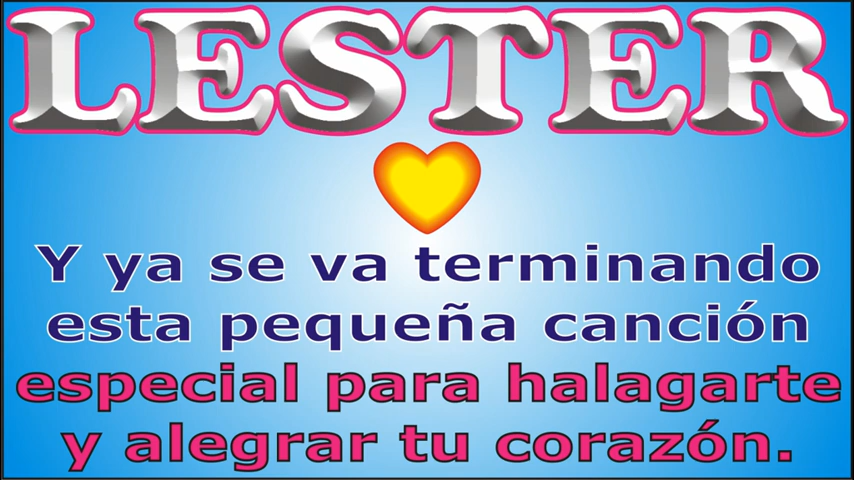 LESTER
Y ya se va terminando
esta pequeña canción
especial para halagarte
y alegrar tu corazón.